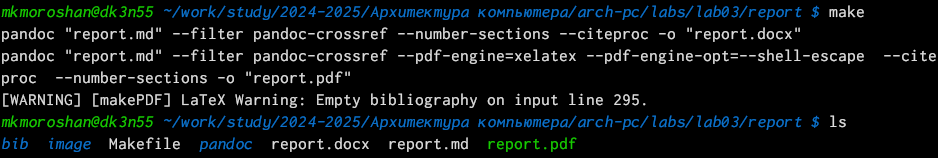 mkmoroshan@dk3n55 ~/work/study/2024-2025/Архитектура компьютера/arch-pc/labs/lab03/report $ make
pandoc "report.md" --filter pandoc-crossref --number-sections --citeproc -o "report.docx"
pandoc "report.md" --filter pandoc-crossref --pdf-engine=xelatex --pdf-engine-opt=--shell-escape  --cite
proc  --number-sections -o "report.pdf"
[WARNING] [makePDF] LaTeX Warning: Empty bibliography on input line 295.
mkmoroshan@dk3n55 ~/work/study/2024-2025/Архитектура компьютера/arch-pc/labs/lab03/report $ ls
bib  image  Makefile  pandoc  report.docx  report.md  report.pdf